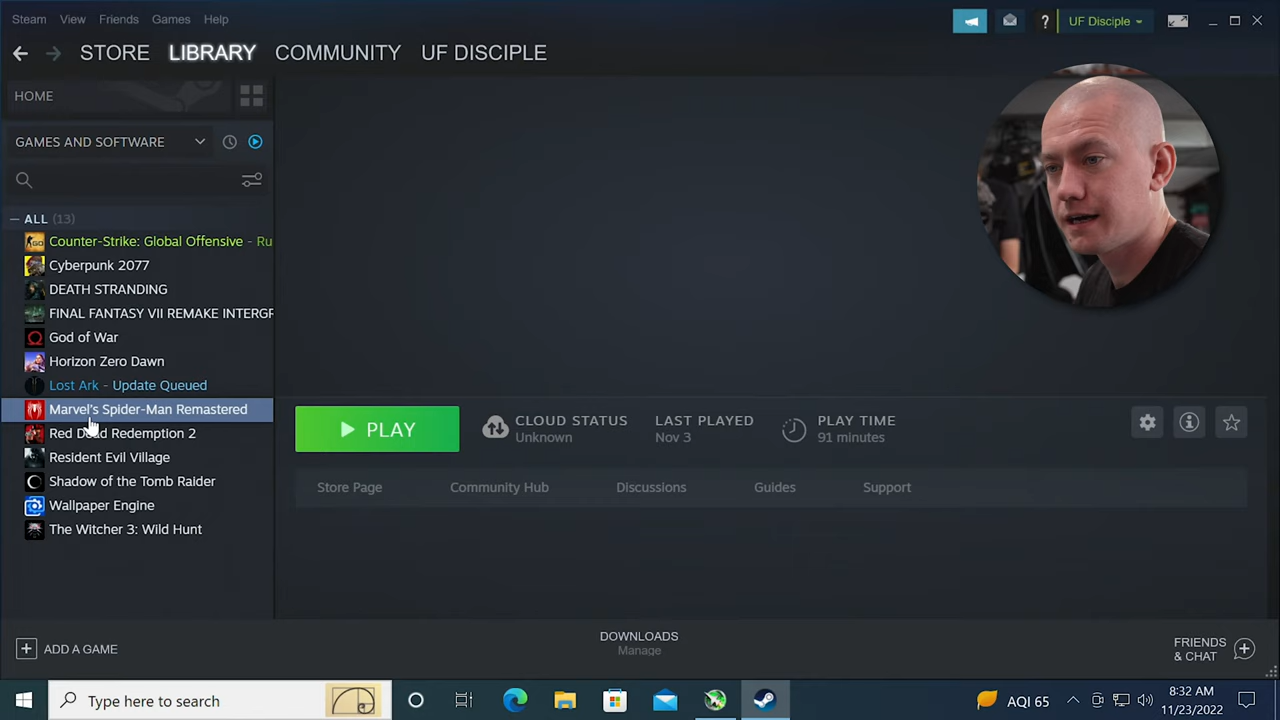 Steam View Friends Games Help
? UF Disciple
STORE LIBRARY COMMUNITY UF DISCIPLE
HOME
GAMES AND SOFTWARE
ALL (13)
Counter-Strike: Global Offensive - Ru
Cyberpunk 2077
DEATH STRANDING
FINAL FANTASY VII REMAKE INTERGR
God of War
Horizon Zero Dawn
Lost Ark - Update Queued
Marvel's Spider-Man Remastered
Red Dead Redemption 2
Resident Evil Village
Shadow of the Tomb Raider
Wallpaper Engine
The Witcher 3: Wild Hunt
PLAY
CLOUD STATUS
Unknown
LAST PLAYED
Nov 3
PLAY TIME
91 minutes
Store Page Community Hub Discussions Guides Support
ADD A GAME
DOWNLOADS
Manage
FRIENDS
& CHAT
Type here to search
AQI 65
8:32 AM
11/23/2022